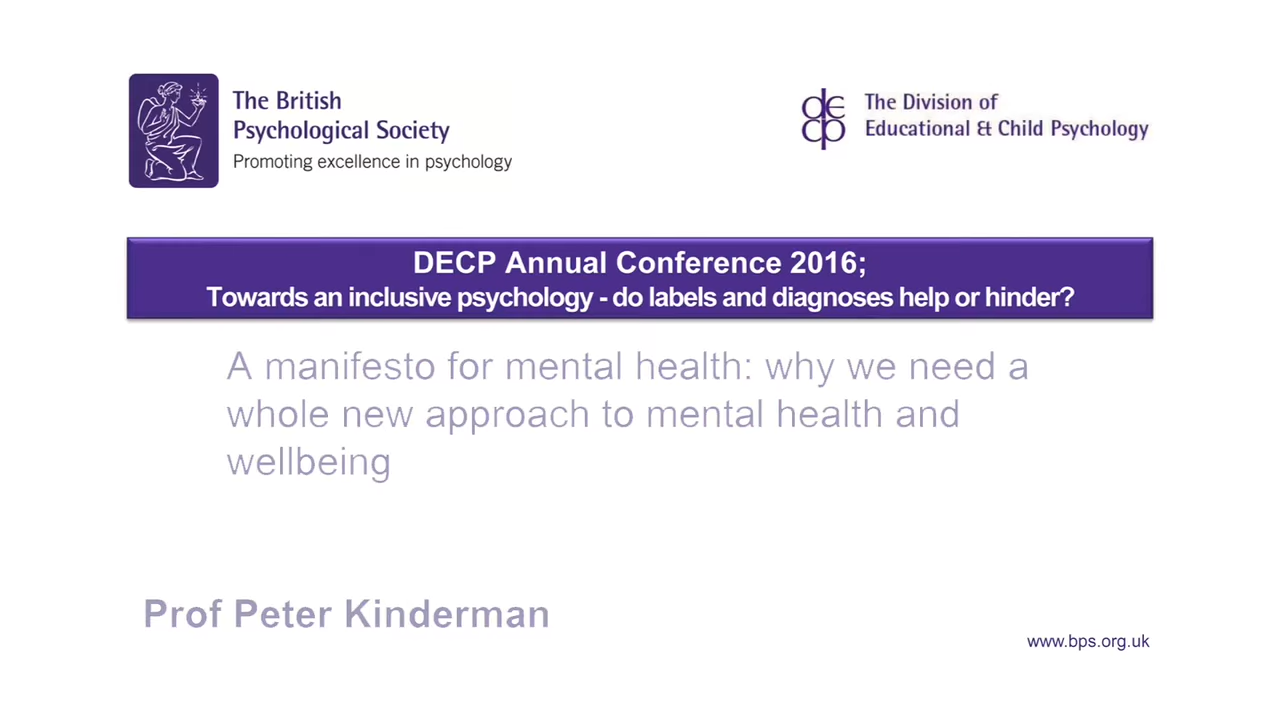 The British
Psychological Society
Promoting excellence in psychology
decp
The Division of
Educational & Child Psychology
DECP Annual Conference 2016;
Towards an inclusive psychology - do labels and diagnoses help or hinder?
A manifesto for mental health: why we need a
whole new approach to mental health and
wellbeing
Prof Peter Kinderman
www.bps.org.uk